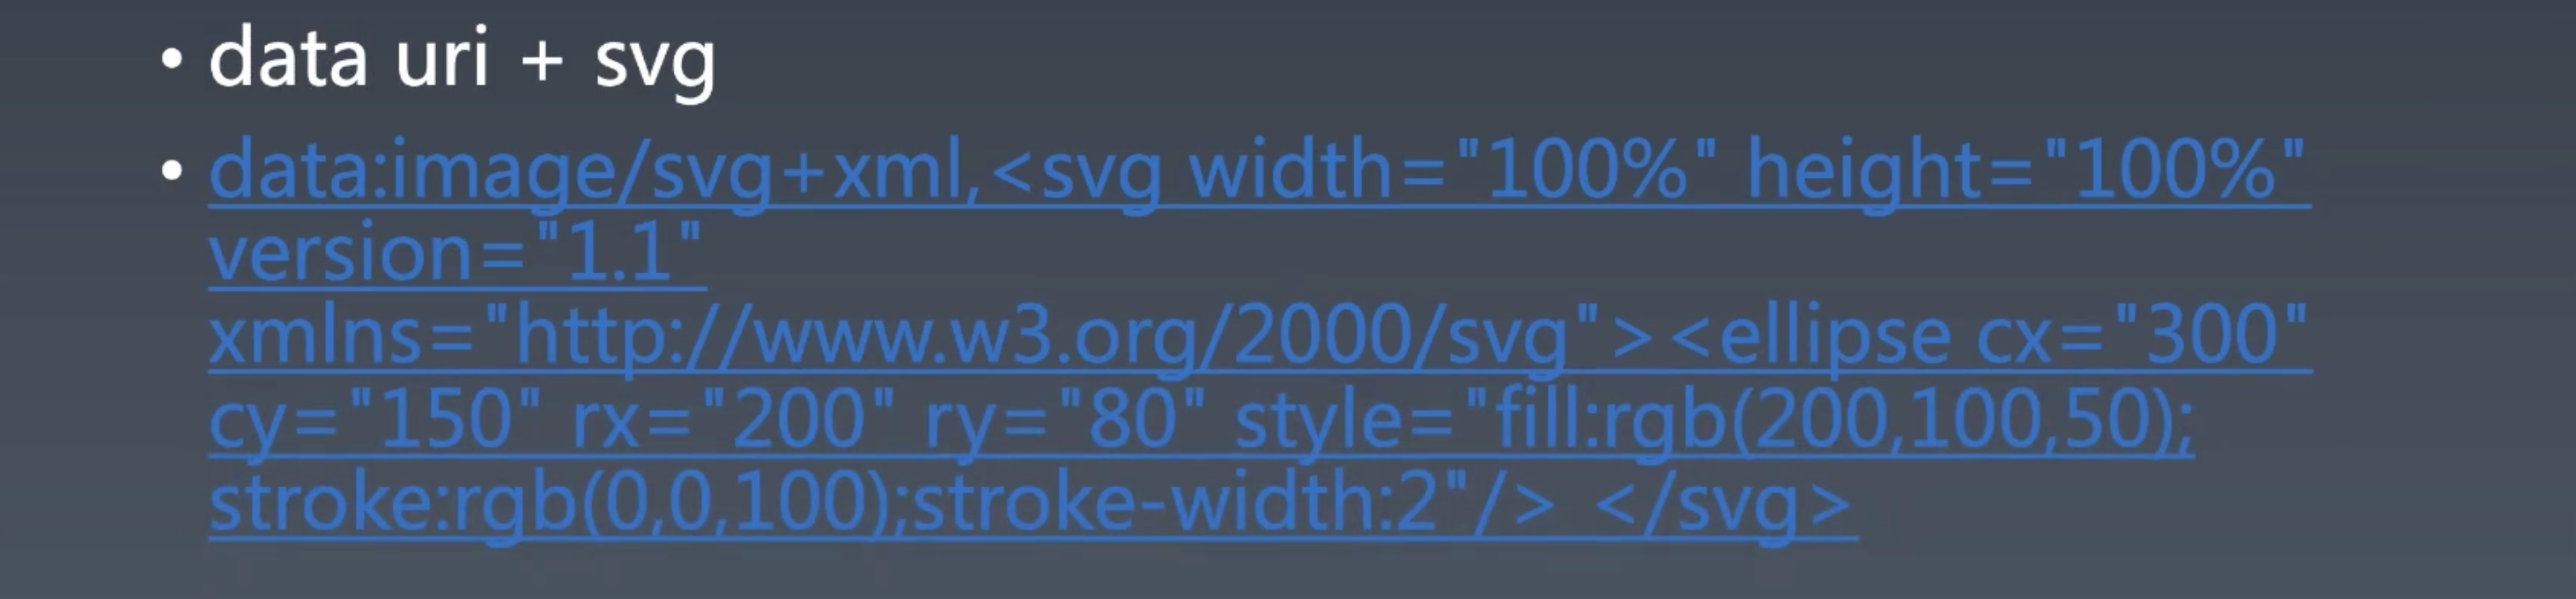 • data uri + svg
• data:image/svg+xml,<svg width="100%" height="100%"
version="1.1"
xmlns="http://www.w3.org/2000/svg"><ellipse cx="300"
cy="150" rx="200" ry="80" style="fill:rgb(200,100,50);
stroke:rgb(0,0,100);stroke-width:2"/> </svg>